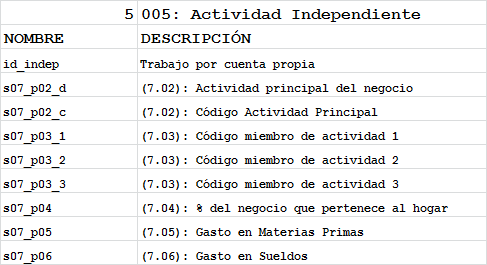 5 005: Actividad Independiente
NOMBRE DESCRIPCIÓN
id_indep Trabajo por cuenta propia
s07_p02_d (7.02): Actividad principal del negocio
s07_p02_c (7.02): Código Actividad Principal
s07_p03_1 (7.03): Código miembro de actividad 1
s07_p03_2 (7.03): Código miembro de actividad 2
s07_p03_3 (7.03): Código miembro de actividad 3
s07_p04 (7.04): % del negocio que pertenece al hogar
s07_p05 (7.05): Gasto en Materias Primas
s07_p06 (7.06): Gasto en Sueldos